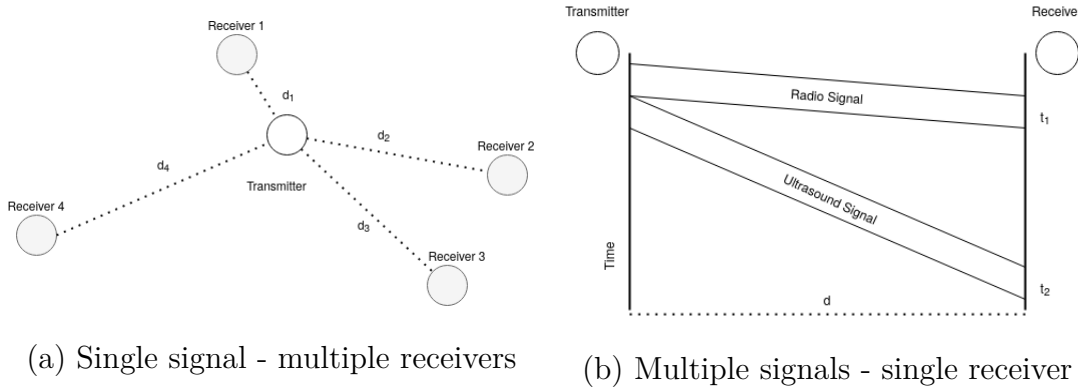 Receiver 1
d1
d2
Receiver 2
d4
Transmitter
Receiver 4
d3
Receiver 3
(a) Single signal - multiple receivers
Transmitter
Receive
Radio Signal
t1
Ultrasound Signal
Time
t2
d
(b) Multiple signals - single receiver